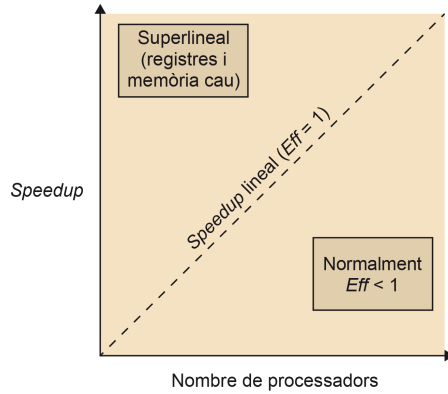 Superlineal
(registres i
memòria cau)
Speedup lineal (Eff = 1)
Speedup
Normalment
Eff < 1
Nombre de processadors